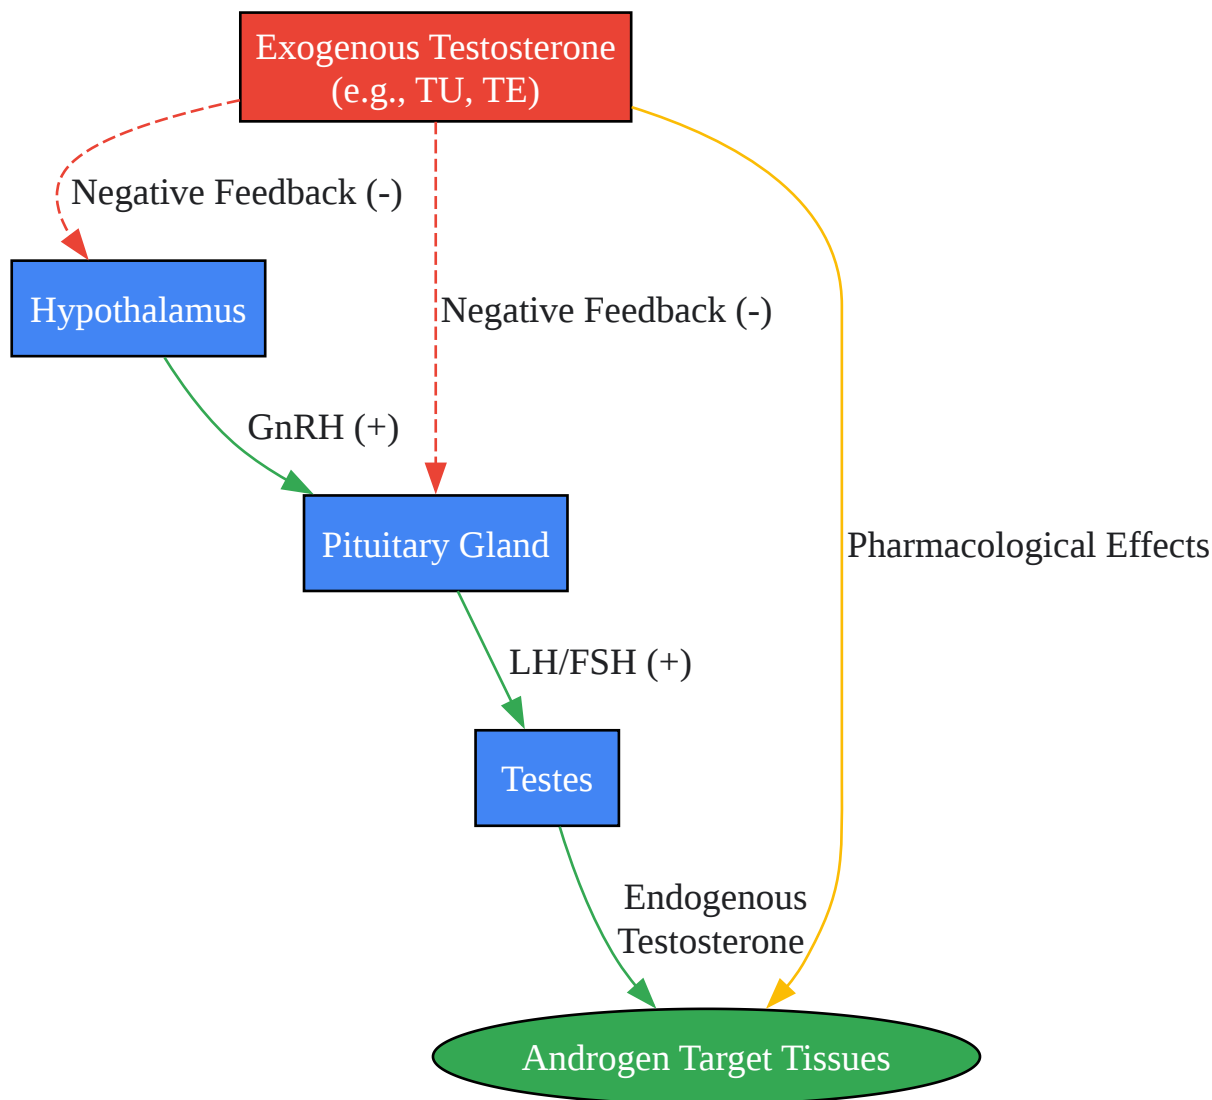 Exogenous Testosterone
(e.g., TU, TE)
Negative Feedback (-)
Hypothalamus
Negative Feedback (-)
GnRH (+)
Pituitary Gland
Pharmacological Effects
LH/FSH (+)
Testes
Endogenous
Testosterone
Androgen Target Tissues